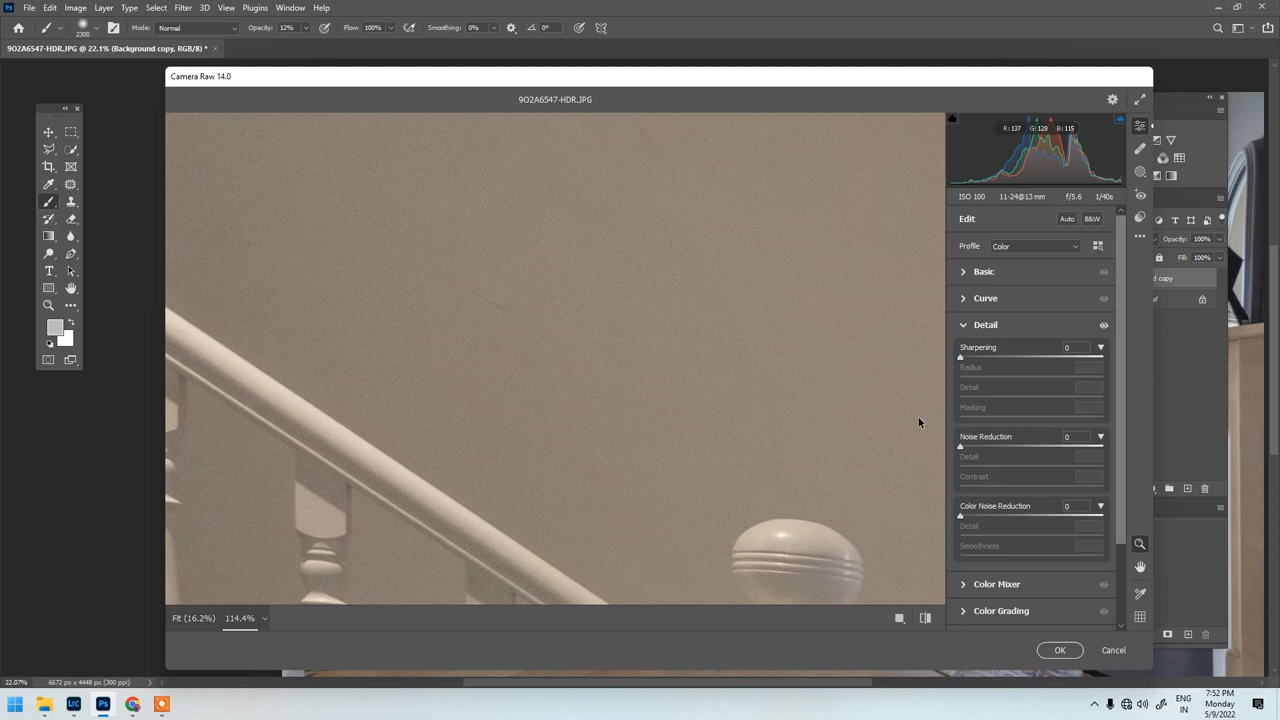 Ps File Edit Image Layer Type Select Filter 3D View Plugins Window Help
2300 Mode: Normal Opacity: 12% Flow: 100% Smoothing: 0% 0°
9O2A6547-HDR.JPG @ 22.1% (Background copy, RGB/8) *
Camera Raw 14.0
9O2A6547-HDR.JPG
R: 137 G: 128 B: 115
ISO 100 11-24@13 mm f/5.6 1/40s
Edit Auto B&W
Profile Color
Basic
Curve
Detail
Sharpening 0
Radius
Detail
Masking
Noise Reduction 0
Detail
Contrast
Color Noise Reduction 0
Detail
Smoothness
Color Mixer
Color Grading
Opacity: 100%
Fill: 100%
copy
Fit (16.2%) 114.4%
OK Cancel
22.07% 6672 px x 4448 px (300 ppi)
LrC Ps
ENG
IN
7:52 PM
Monday
5/9/2022